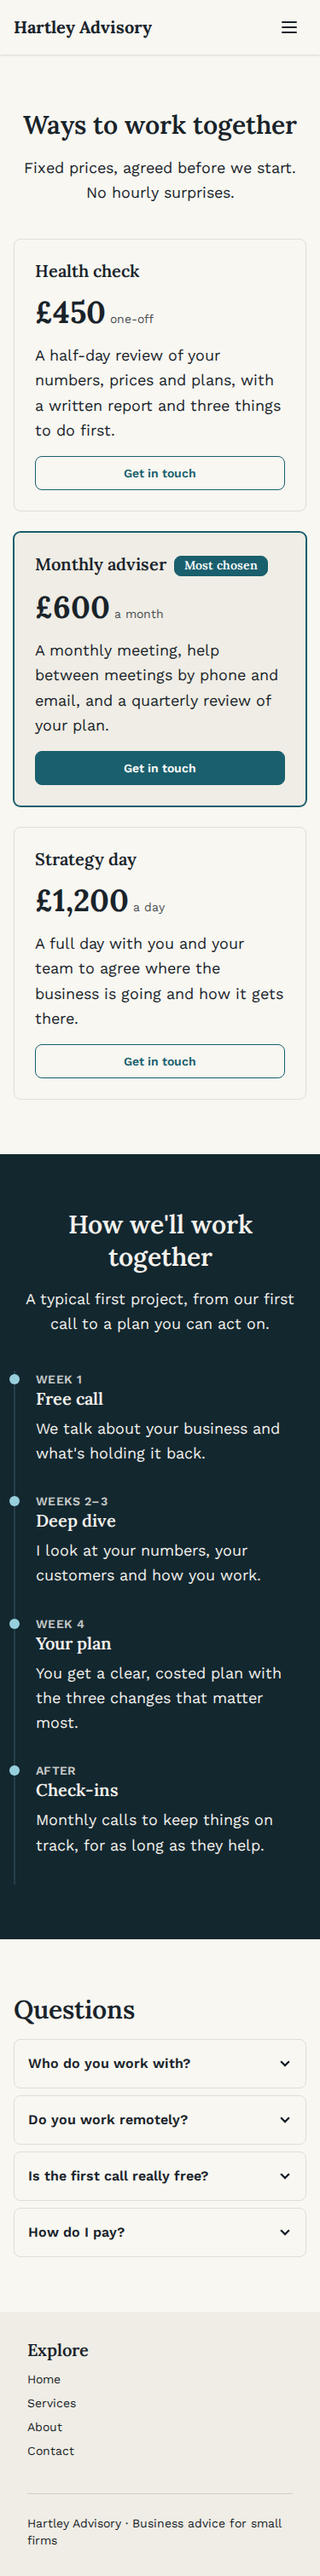 Hartley Advisory
Ways to work together
Fixed prices, agreed before we start.
No hourly surprises.
Health check
£450 one-off
A half-day review of your
numbers, prices and plans, with
a written report and three things
to do first.
Get in touch
Monthly adviser Most chosen
£600 a month
A monthly meeting, help
between meetings by phone and
email, and a quarterly review of
your plan.
Get in touch
Strategy day
£1,200 a day
A full day with you and your
team to agree where the
business is going and how it gets
there.
Get in touch
How we'll work
together
A typical first project, from our first
call to a plan you can act on.
WEEK 1
Free call
We talk about your business and
what's holding it back.
WEEKS 2–3
Deep dive
I look at your numbers, your
customers and how you work.
WEEK 4
Your plan
You get a clear, costed plan with
the three changes that matter
most.
AFTER
Check-ins
Monthly calls to keep things on
track, for as long as they help.
Questions
Who do you work with?
Do you work remotely?
Is the first call really free?
How do I pay?
Explore
Home
Services
About
Contact
Hartley Advisory · Business advice for small
firms